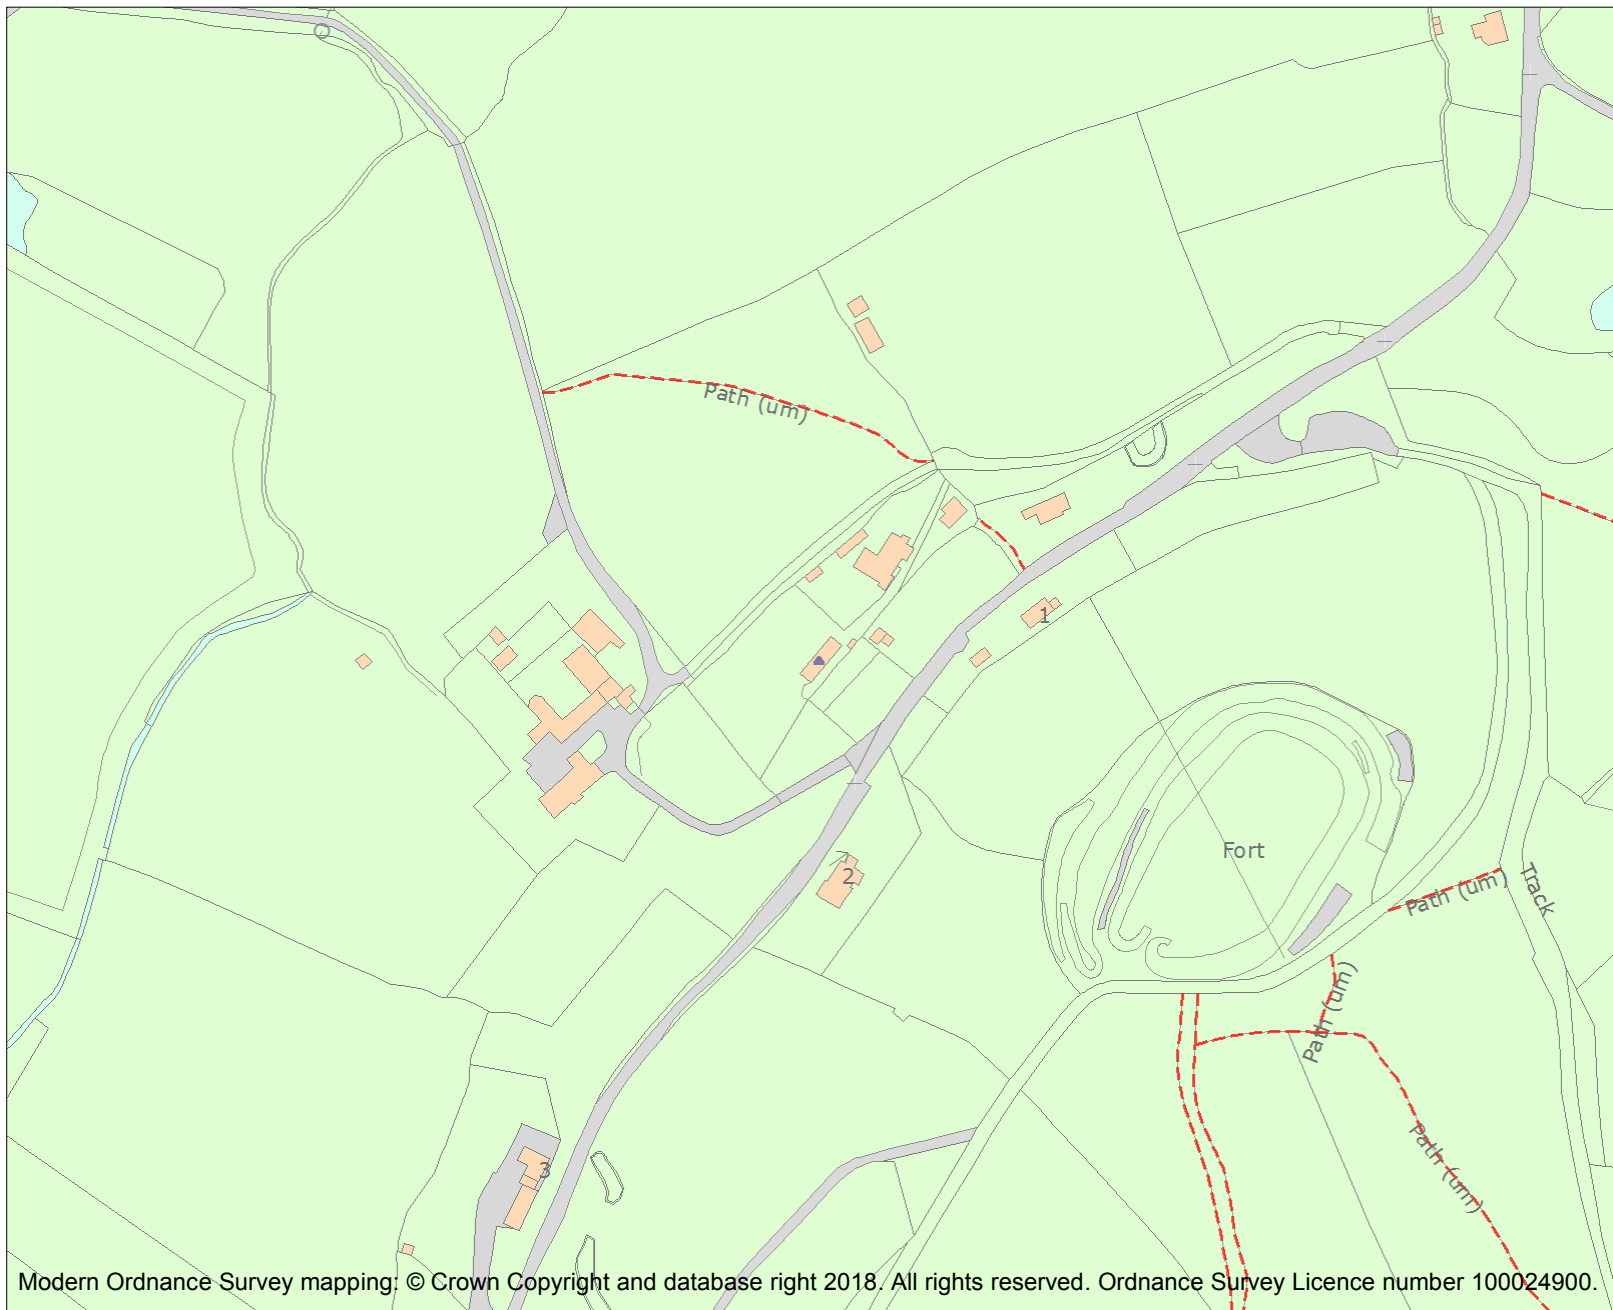 Path (um)
1
Fort
2
Path (um)
Track
Path (um)
Path (um)
3
Modern Ordnance Survey mapping: © Crown Copyright and database right 2018. All rights reserved. Ordnance Survey Licence number 100024900.